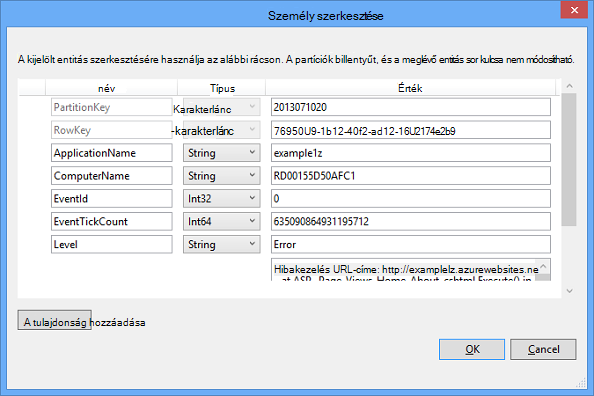 Személy szerkesztése
A kijelölt entitás szerkesztésére használja az alábbi rácson. A partíciók billentyűt, és a meglévő entitás sor kulcsa nem módosítható.
név Típus Érték
PartitionKey Karakterlánc 2013071020
RowKey -karakterlánc 76950U9-1b12-40f2-ad12-16U2174e2b9
ApplicationName String example1z
ComputerName String RD00155D50AFC1
EventId Int32 0
EventTickCount Int64 635090864931195712
Level String Error
Hibakezelés URL-címe: http://examplelz.azurewebsites.ne
at ASP._Page_Views_Home_About_cshtml.Execute() in
A tulajdonság hozzáadása
OK Cancel